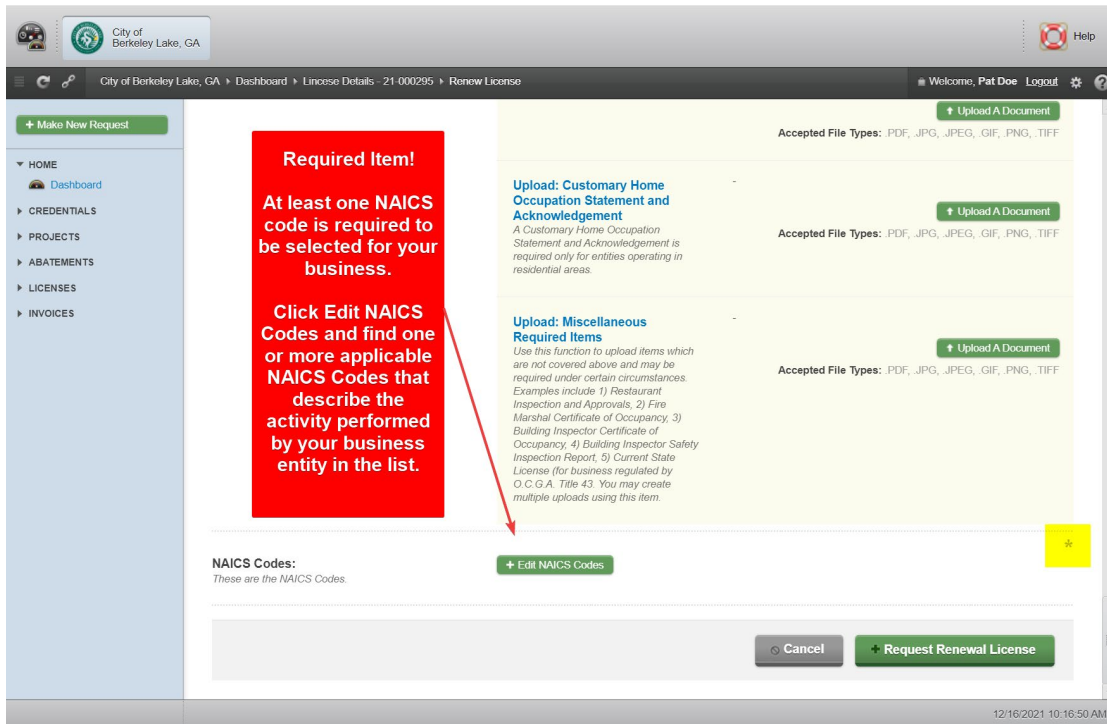 City of
Berkeley Lake, GA
Help
City of Berkeley Lake, GA ▸ Dashboard ▸ Lincese Details - 21-000295 ▸ Renew License
Welcome, Pat Doe Logout
+ Make New Request
HOME
Dashboard
CREDENTIALS
PROJECTS
ABATEMENTS
LICENSES
INVOICES
Required Item!
At least one NAICS
code is required to
be selected for your
business.
Click Edit NAICS
Codes and find one
or more applicable
NAICS Codes that
describe the
activity performed
by your business
entity in the list.
Upload A Document
Accepted File Types: .PDF, .JPG, .JPEG, .GIF, .PNG, .TIFF
Upload: Customary Home
Occupation Statement and
Acknowledgement
A Customary Home Occupation
Statement and Acknowledgement is
required only for entities operating in
residential areas.
-
Upload A Document
Accepted File Types: .PDF, .JPG, .JPEG, .GIF, .PNG, .TIFF
Upload: Miscellaneous
Required Items
Use this function to upload items which
are not covered above and may be
required under certain circumstances.
Examples include 1) Restaurant
Inspection and Approvals, 2) Fire
Marshal Certificate of Occupancy, 3)
Building Inspector Certificate of
Occupancy, 4) Building Inspector Safety
Inspection Report, 5) Current State
License (for business regulated by
O.C.G.A. Title 43. You may create
multiple uploads using this item.
-
Upload A Document
Accepted File Types: .PDF, .JPG, .JPEG, .GIF, .PNG, .TIFF
*
NAICS Codes:
These are the NAICS Codes.
+ Edit NAICS Codes
Cancel
+ Request Renewal License
12/16/2021 10:16:50 AM